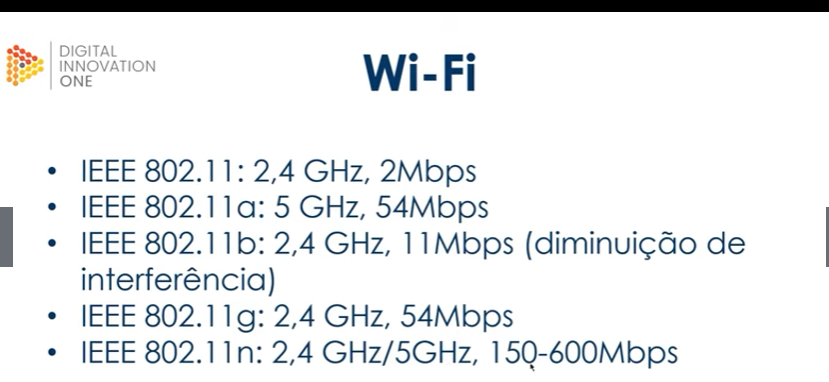 DIGITAL
INNOVATION
ONE
Wi-Fi
• IEEE 802.11: 2,4 GHz, 2Mbps
• IEEE 802.11a: 5 GHz, 54Mbps
• IEEE 802.11b: 2,4 GHz, 11Mbps (diminuição de
interferência)
• IEEE 802.11g: 2,4 GHz, 54Mbps
• IEEE 802.11n: 2,4 GHz/5GHz, 150-600Mbps